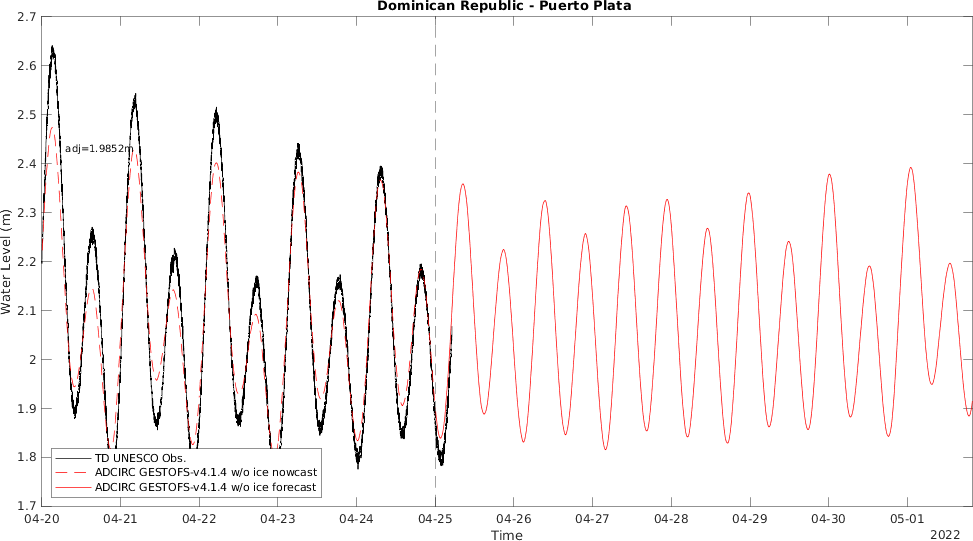 Dominican Republic - Puerto Plata
2.7
2.6
2.5
2.4
2.3
2.2
2.1
2
1.9
1.8
1.7
Water Level (m)
adj=1.9852m
TD UNESCO Obs.
ADCIRC GESTOFS-v4.1.4 w/o ice nowcast
ADCIRC GESTOFS-v4.1.4 w/o ice forecast
04-20 04-21 04-22 04-23 04-24 04-25 04-26 04-27 04-28 04-29 04-30 05-01
Time
2022